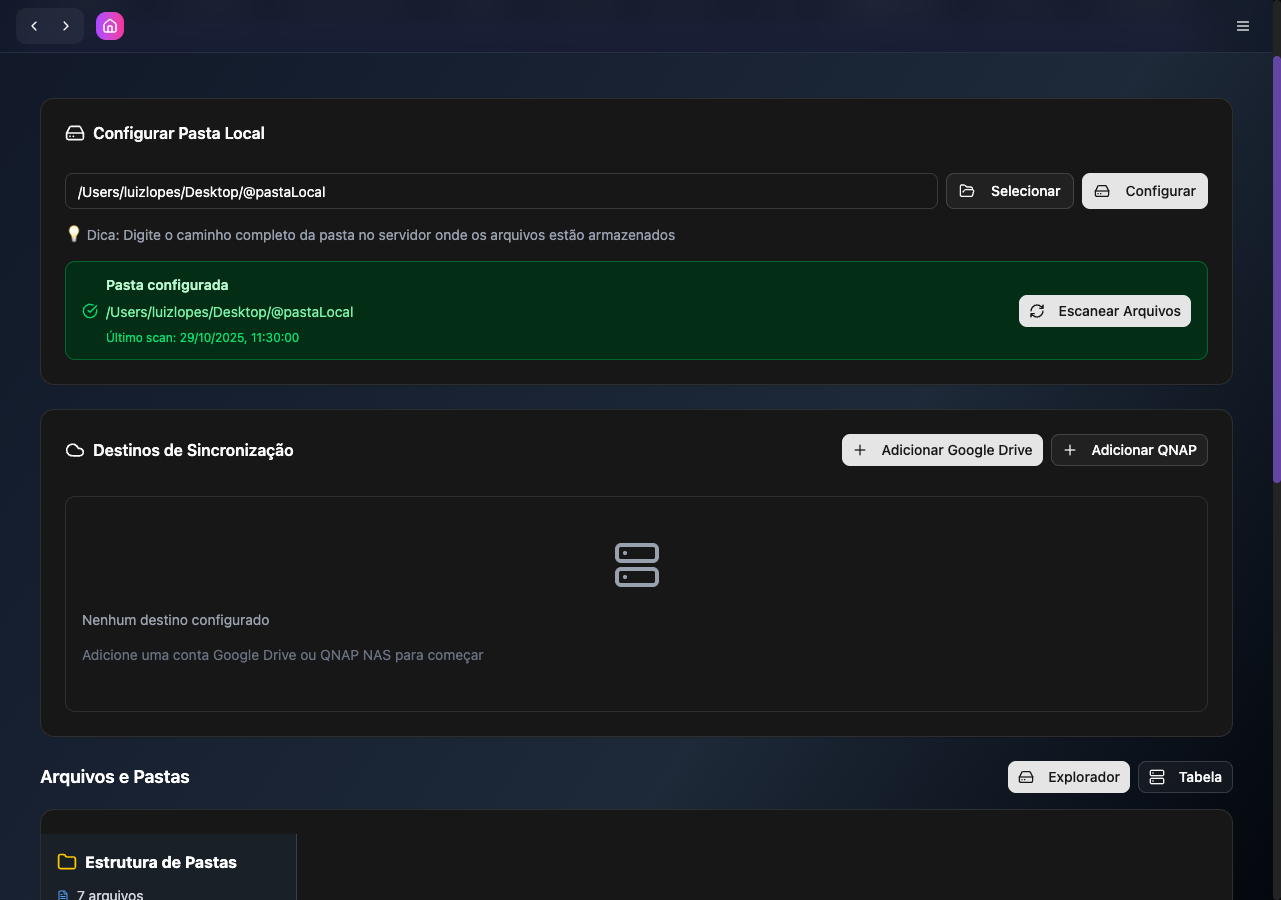 Configurar Pasta Local
/Users/luizlopes/Desktop/@pastaLocal
Selecionar
Configurar
💡 Dica: Digite o caminho completo da pasta no servidor onde os arquivos estão armazenados
Pasta configurada
/Users/luizlopes/Desktop/@pastaLocal
Último scan: 29/10/2025, 11:30:00
Escanear Arquivos
Destinos de Sincronização
Adicionar Google Drive
Adicionar QNAP
Nenhum destino configurado
Adicione uma conta Google Drive ou QNAP NAS para começar
Arquivos e Pastas
Explorador
Tabela
Estrutura de Pastas
7 arquivos